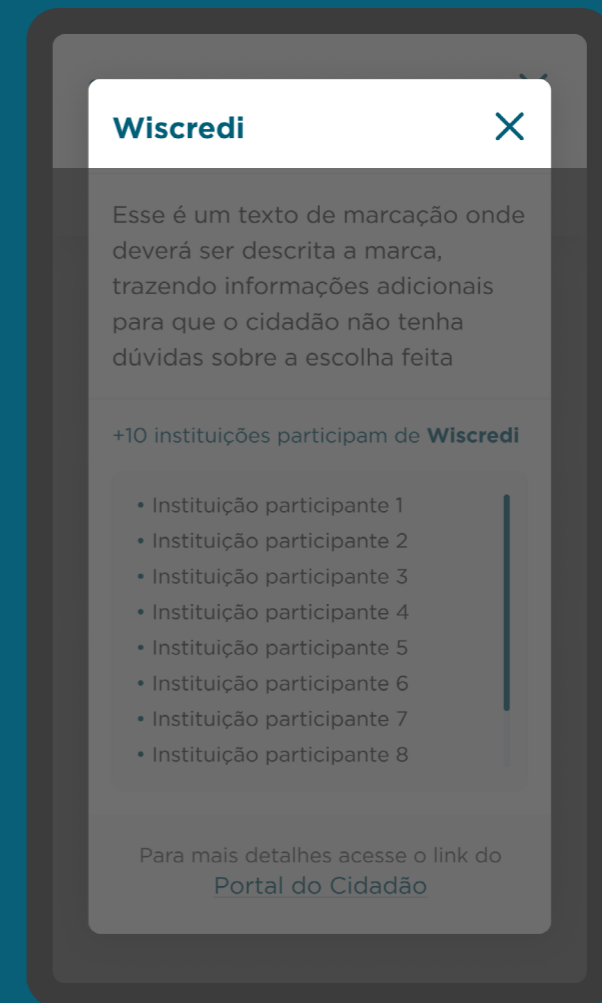 Wiscredi
Esse é um texto de marcação onde
deverá ser descrita a marca,
trazendo informações adicionais
para que o cidadão não tenha
dúvidas sobre a escolha feita
+10 instituições participam de Wiscredi
• Instituição participante 1
• Instituição participante 2
• Instituição participante 3
• Instituição participante 4
• Instituição participante 5
• Instituição participante 6
• Instituição participante 7
• Instituição participante 8
Para mais detalhes acesse o link do
Portal do Cidadão